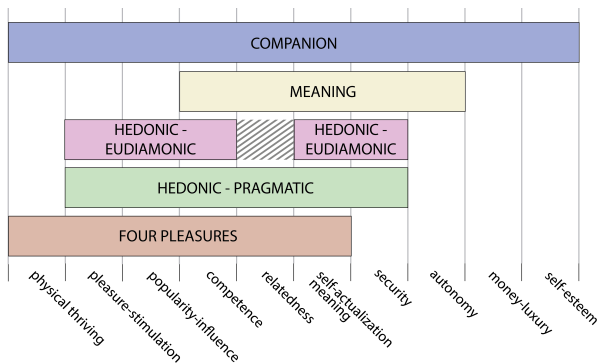 COMPANION
MEANING
HEDONIC -
EUDIAMONIC
HEDONIC -
EUDIAMONIC
HEDONIC - PRAGMATIC
FOUR PLEASURES
physical thriving
pleasure-stimulation
popularity-influence
competence
relatedness
self-actualization
meaning
security
autonomy
money-luxury
self-esteem